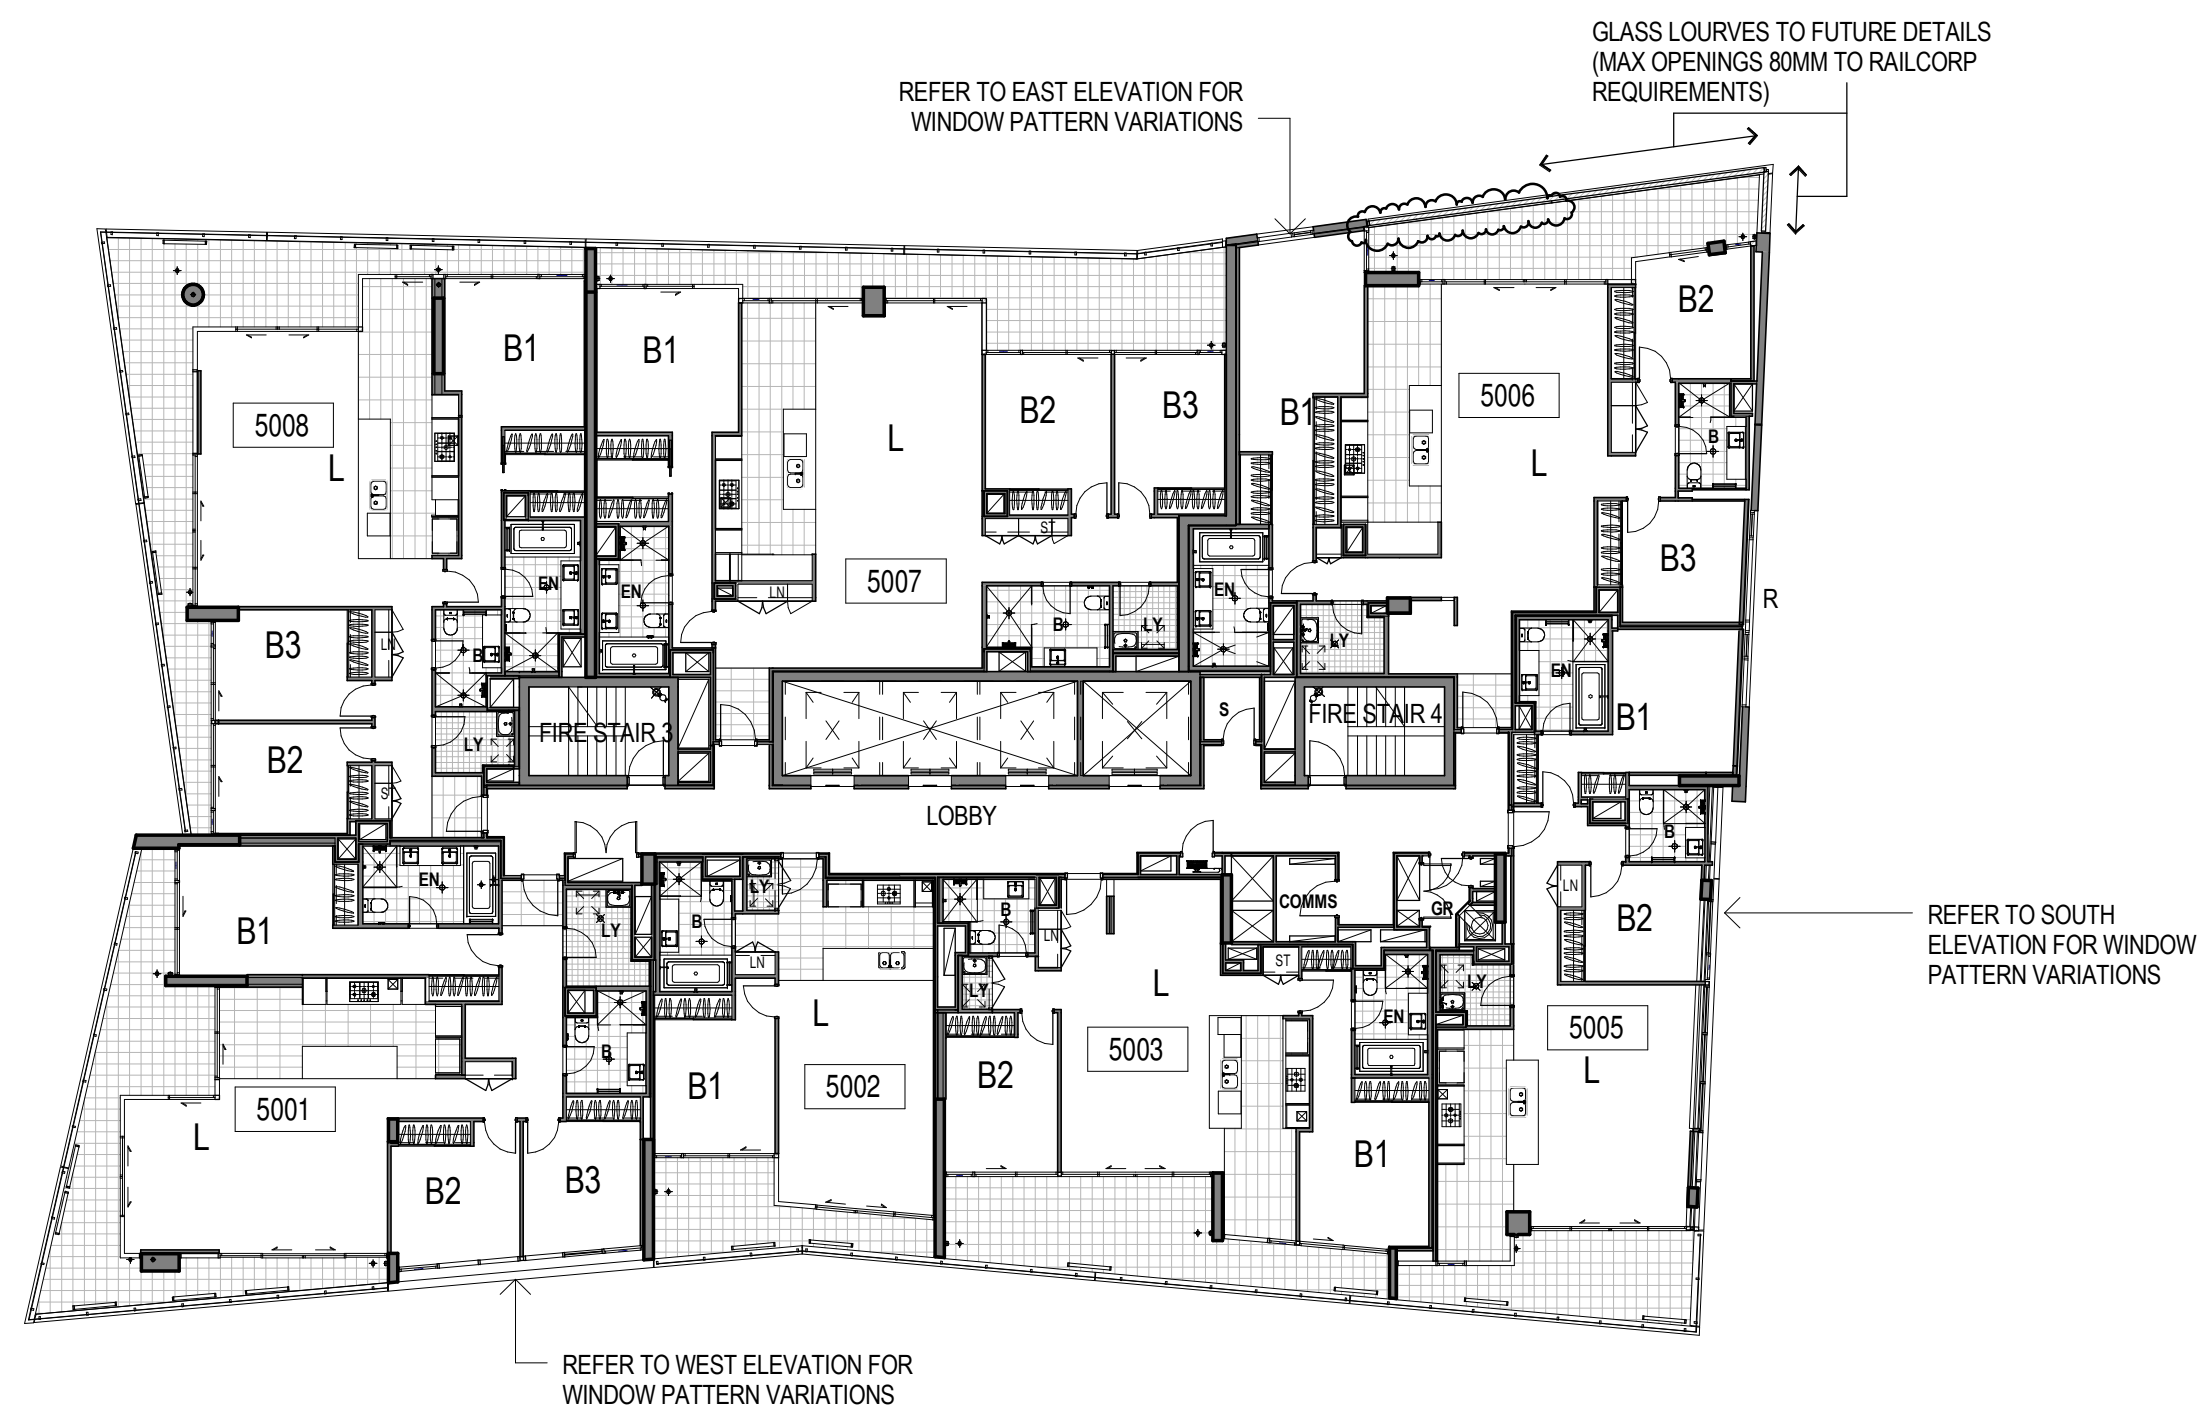 GLASS LOURVES TO FUTURE DETAILS
(MAX OPENINGS 80MM TO RAILCORP
REQUIREMENTS)
REFER TO EAST ELEVATION FOR
WINDOW PATTERN VARIATIONS
B1
B1
B2
B3
B1
B2
5008
L
5007
L
5006
L
B
B3
R
ST
EN
EN
LN
B
LY
EN
LY
EN
B1
B3
LN
B
B2
LY
ST
FIRE STAIR 3
S
FIRE STAIR 4
LOBBY
B
EN
B1
LY
B
LY
LN
B
LN
COMMS
GR
ST
LN
B2
REFER TO SOUTH
ELEVATION FOR WINDOW
PATTERN VARIATIONS
L
LY
L
EN
LY
5005
L
B
5001
L
B1
5002
B2
5003
B1
B2
B3
REFER TO WEST ELEVATION FOR
WINDOW PATTERN VARIATIONS